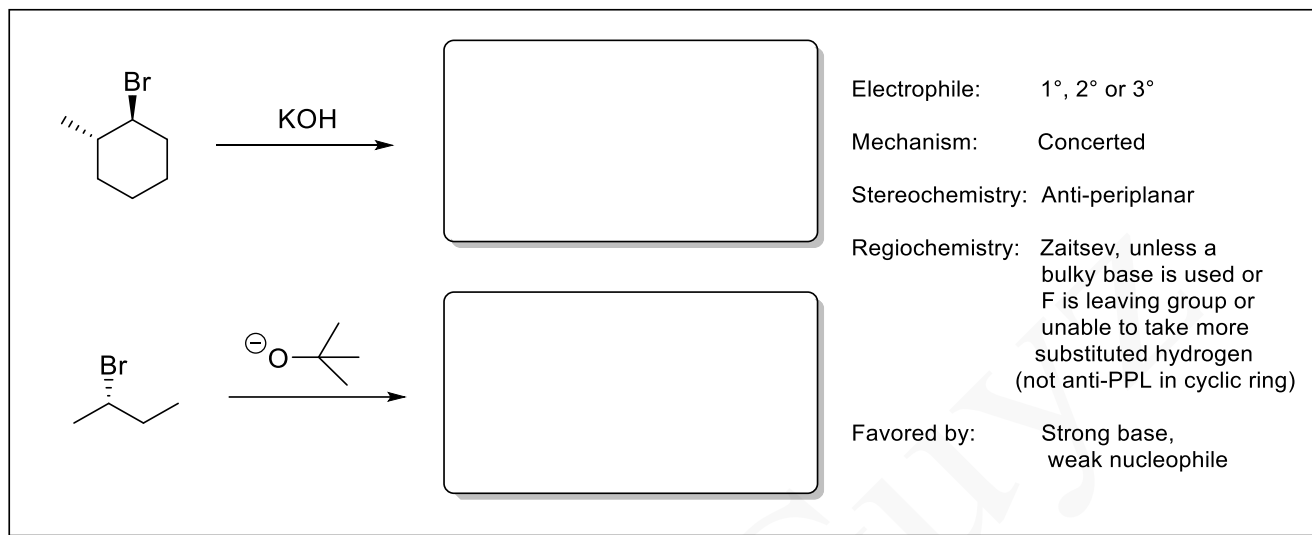 Br
KOH
Electrophile: 1°, 2° or 3°
Mechanism: Concerted
Stereochemistry: Anti-periplanar
Regiochemistry: Zaitsev, unless a
bulky base is used or
F is leaving group or
unable to take more
substituted hydrogen
(not anti-PPL in cyclic ring)
Br
⊖O
Favored by: Strong base,
weak nucleophile